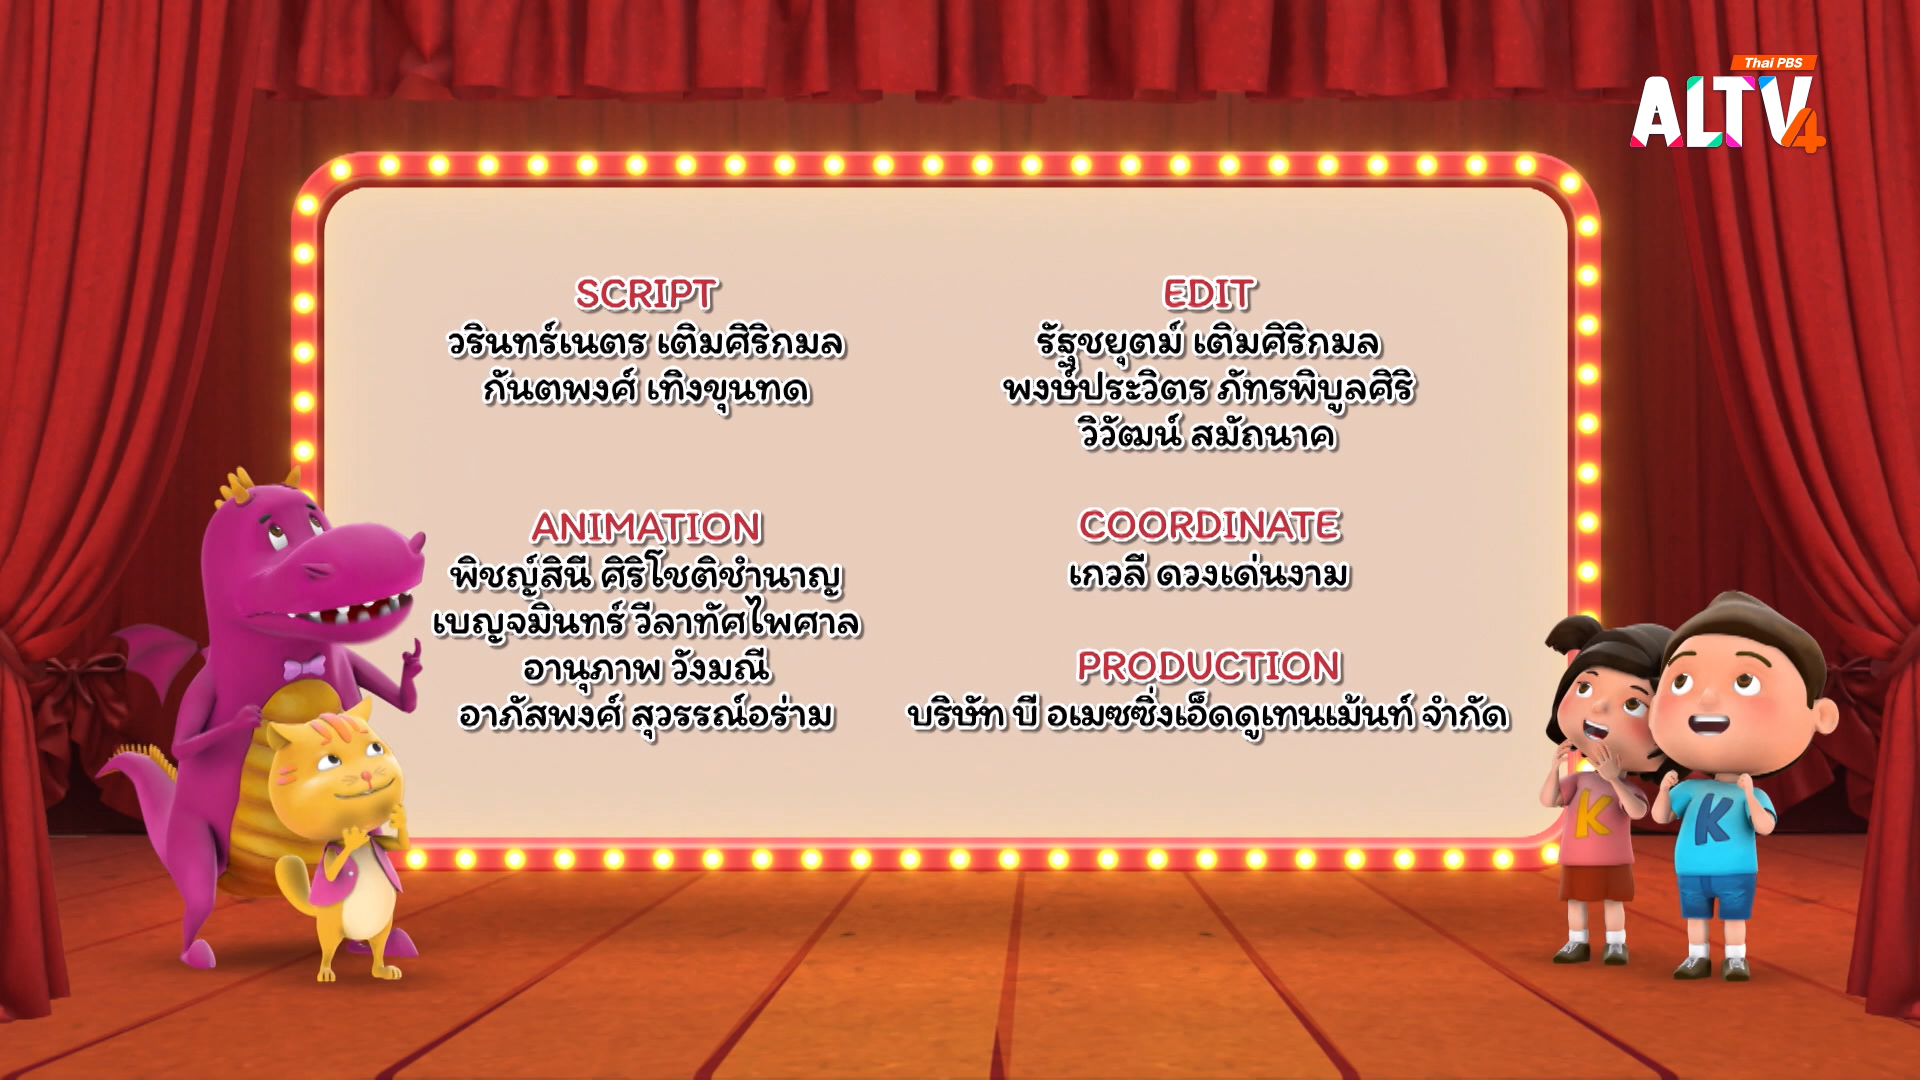 Thai PBS
ALTV4
SCRIPT
วรินทร์เนตร เติมศิริกมล
กันตพงศ์ เทิงขุนทด
EDIT
รัฐชยุตม์ เติมศิริกมล
พงษ์ประวิตร ภัทรพิบูลศิริ
วิวัฒน์ สมัถนาค
ANIMATION
พิชญ์สินี ศิริโชติชำนาญ
เบญจมินทร์ วีลาทัศไพศาล
อานุภาพ วังมณี
อาภัสพงศ์ สุวรรณ์อร่าม
COORDINATE
เกวลี ดวงเด่นงาม
PRODUCTION
บริษัท บี อเมซซิ่งเอ็ดดูเทนเม้นท์ จำกัด
K
K